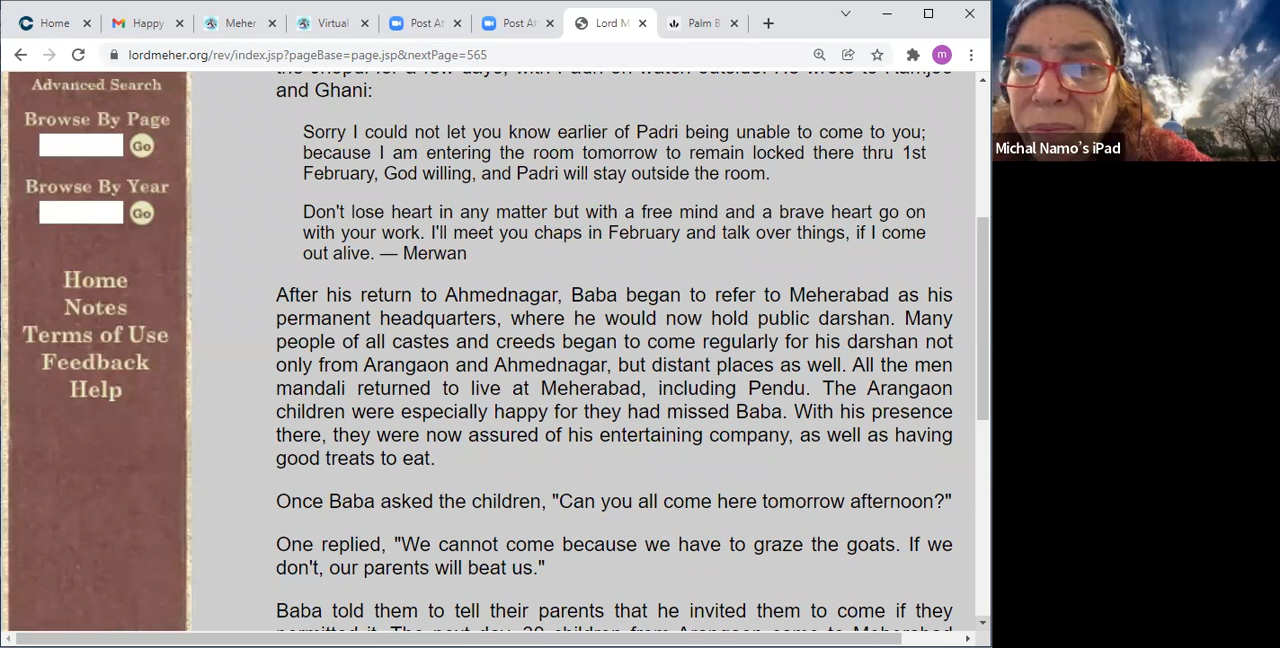 Home
Happy
Meher
Virtual
Post At
Post At
Lord M
Palm B
lordmeher.org/rev/index.jsp?pageBase=page.jsp&nextPage=565
m
Advanced Search
Browse By Page
Go
Browse By Year
Go
Home
Notes
Terms of Use
Feedback
Help
and Ghani:
Sorry I could not let you know earlier of Padri being unable to come to you;
because I am entering the room tomorrow to remain locked there thru 1st
February, God willing, and Padri will stay outside the room.
Don't lose heart in any matter but with a free mind and a brave heart go on
with your work. I'll meet you chaps in February and talk over things, if I come
out alive. — Merwan
After his return to Ahmednagar, Baba began to refer to Meherabad as his
permanent headquarters, where he would now hold public darshan. Many
people of all castes and creeds began to come regularly for his darshan not
only from Arangaon and Ahmednagar, but distant places as well. All the men
mandali returned to live at Meherabad, including Pendu. The Arangaon
children were especially happy for they had missed Baba. With his presence
there, they were now assured of his entertaining company, as well as having
good treats to eat.
Once Baba asked the children, "Can you all come here tomorrow afternoon?"
One replied, "We cannot come because we have to graze the goats. If we
don't, our parents will beat us."
Baba told them to tell their parents that he invited them to come if they
Michal Namo's iPad